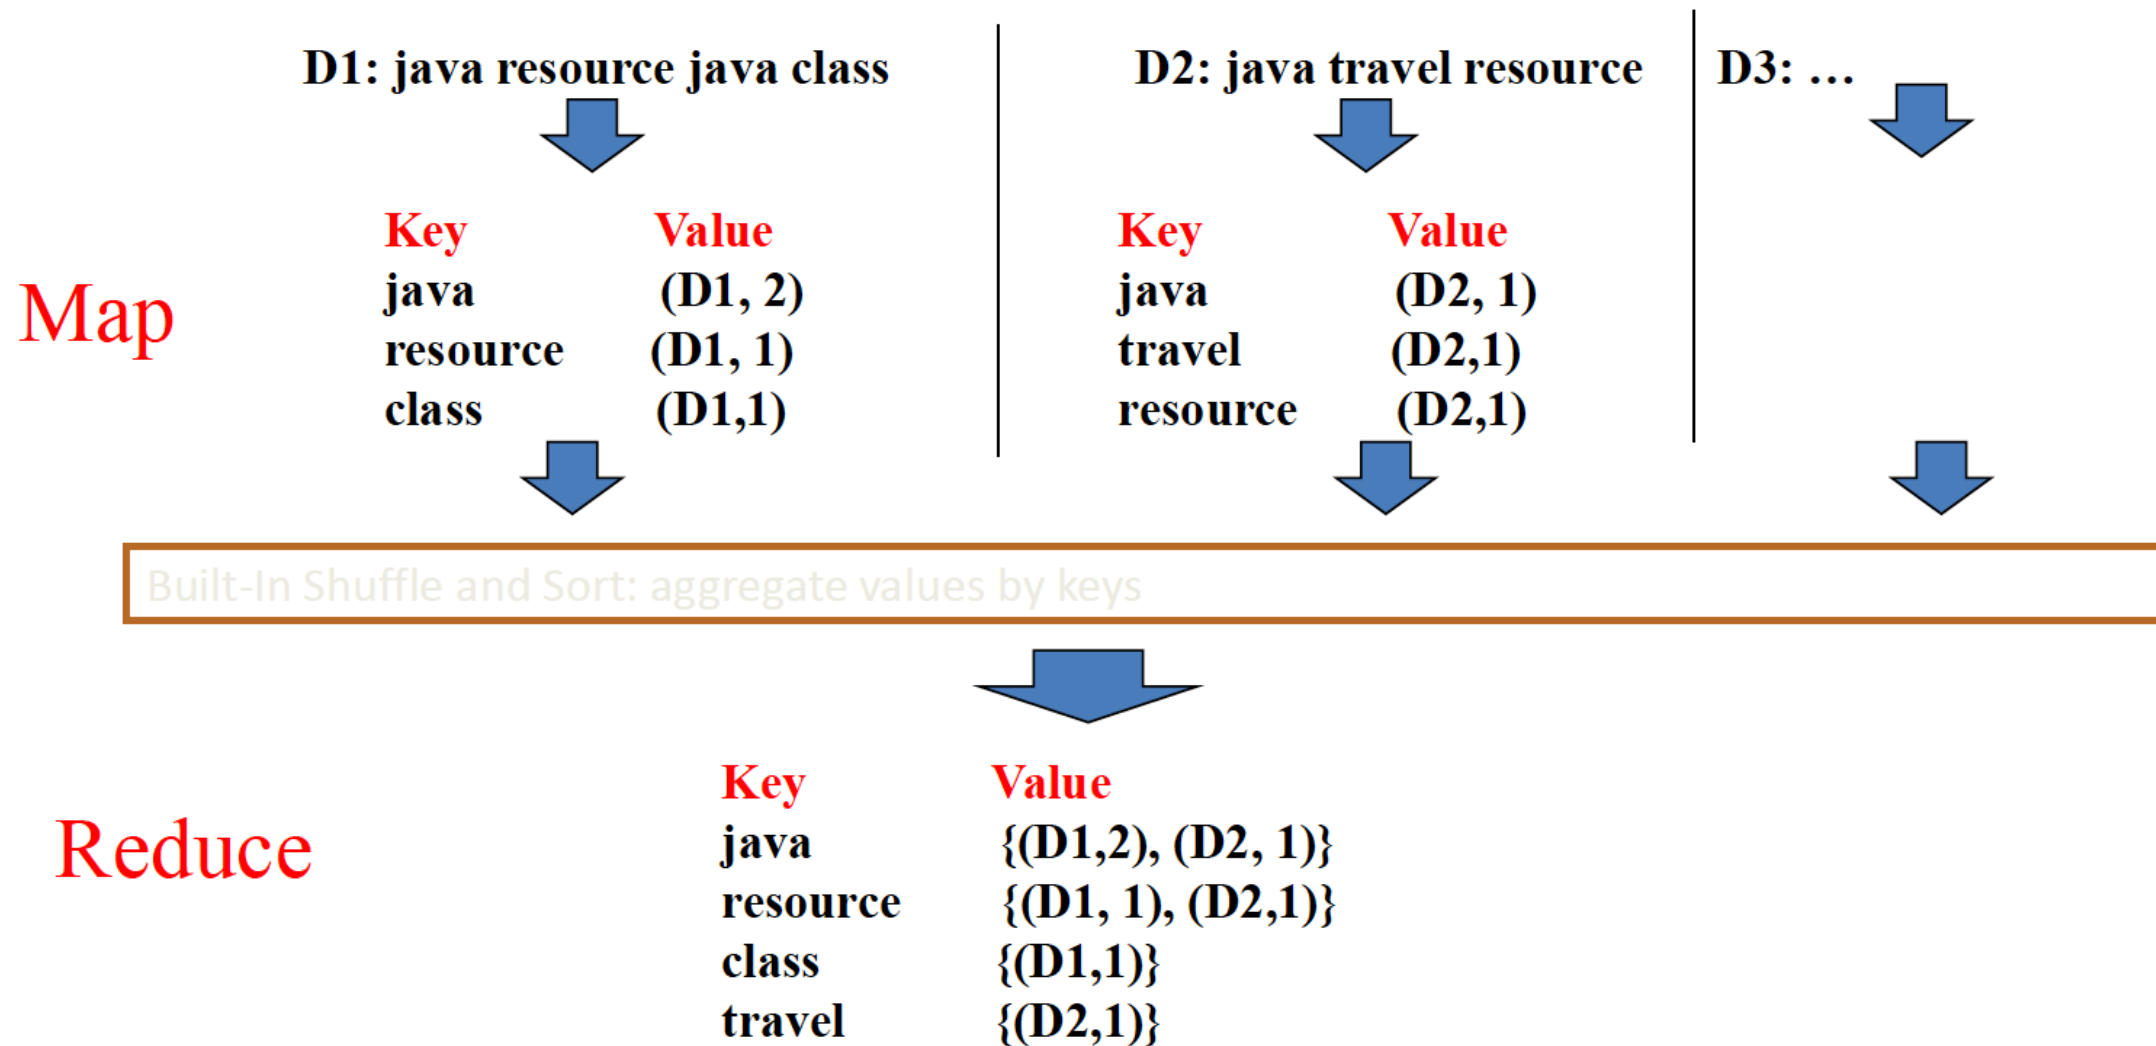 D1: java resource java class
D2: java travel resource
D3: …
Map
Key Value
java (D1, 2)
resource (D1, 1)
class (D1,1)
Key Value
java (D2, 1)
travel (D2,1)
resource (D2,1)
Built-In Shuffle and Sort: aggregate values by keys
Reduce
Key Value
java {(D1,2), (D2, 1)}
resource {(D1, 1), (D2,1)}
class {(D1,1)}
travel {(D2,1)}